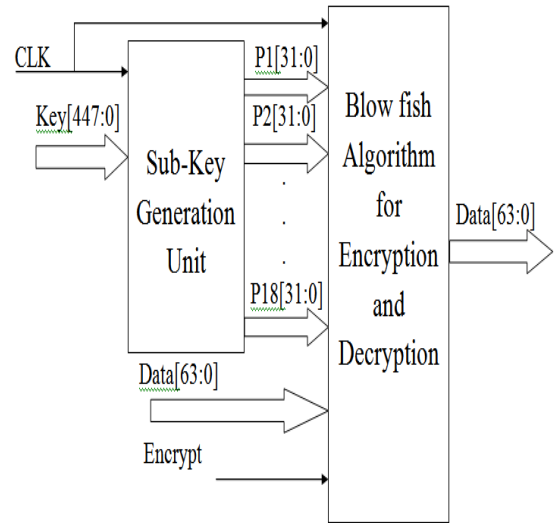 CLK
Key[447:0]
Sub-Key
Generation
Unit
P1[31:0]
P2[31:0]
.
.
.
P18[31:0]
Data[63:0]
Encrypt
Blow fish
Algorithm
for
Encryption
and
Decryption
Data[63:0]